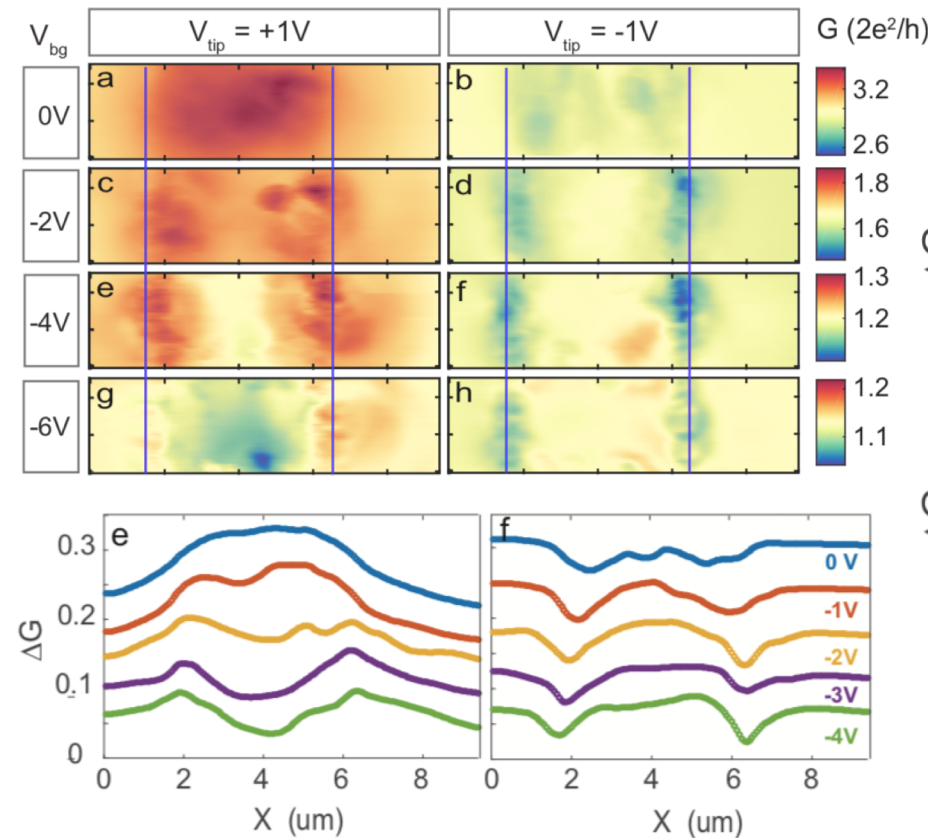 V_bg
V_tip = +1V
V_tip = -1V
G (2e²/h)
0V
a
b
3.2
2.6
-2V
c
d
1.8
1.6
-4V
e
f
1.3
1.2
-6V
g
h
1.2
1.1
e
f
ΔG
0.3
0.2
0.1
0
0 V
-1V
-2V
-3V
-4V
0 2 4 6
0 2 4 6 8
X (um)
X (um)